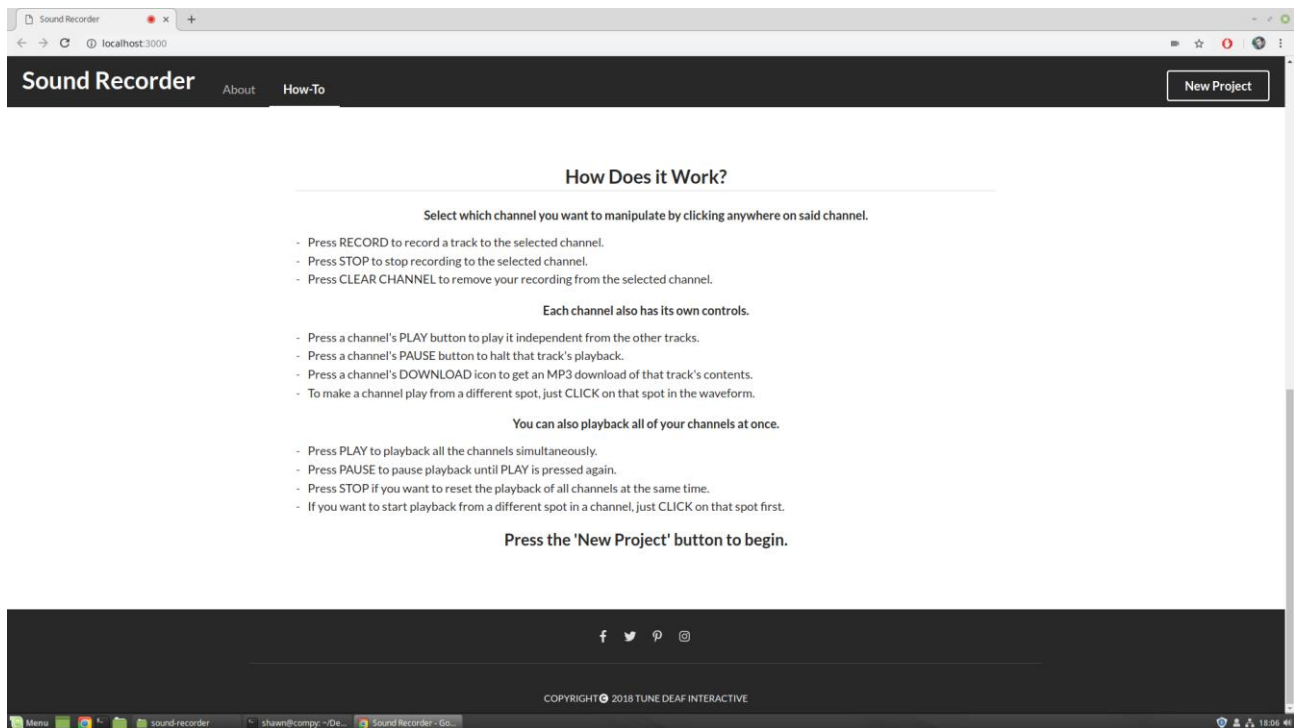 Sound Recorder
localhost:3000
Sound Recorder
About
How-To
New Project
How Does it Work?
Select which channel you want to manipulate by clicking anywhere on said channel.
- Press RECORD to record a track to the selected channel.
- Press STOP to stop recording to the selected channel.
- Press CLEAR CHANNEL to remove your recording from the selected channel.
Each channel also has its own controls.
- Press a channel's PLAY button to play it independent from the other tracks.
- Press a channel's PAUSE button to halt that track's playback.
- Press a channel's DOWNLOAD icon to get an MP3 download of that track's contents.
- To make a channel play from a different spot, just CLICK on that spot in the waveform.
You can also playback all of your channels at once.
- Press PLAY to playback all the channels simultaneously.
- Press PAUSE to pause playback until PLAY is pressed again.
- Press STOP if you want to reset the playback of all channels at the same time.
- If you want to start playback from a different spot in a channel, just CLICK on that spot first.
Press the 'New Project' button to begin.
COPYRIGHT © 2018 TUNE DEAF INTERACTIVE
Menu
sound-recorder
shawn@compy: ~/De...
Sound Recorder - Go...
18:06